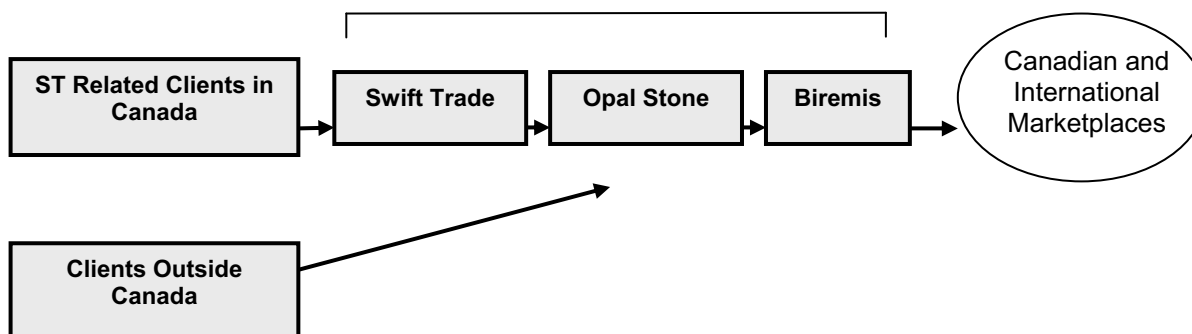 ST Related Clients in
Canada
Swift Trade
Opal Stone
Biremis
Canadian and
International
Marketplaces
Clients Outside
Canada